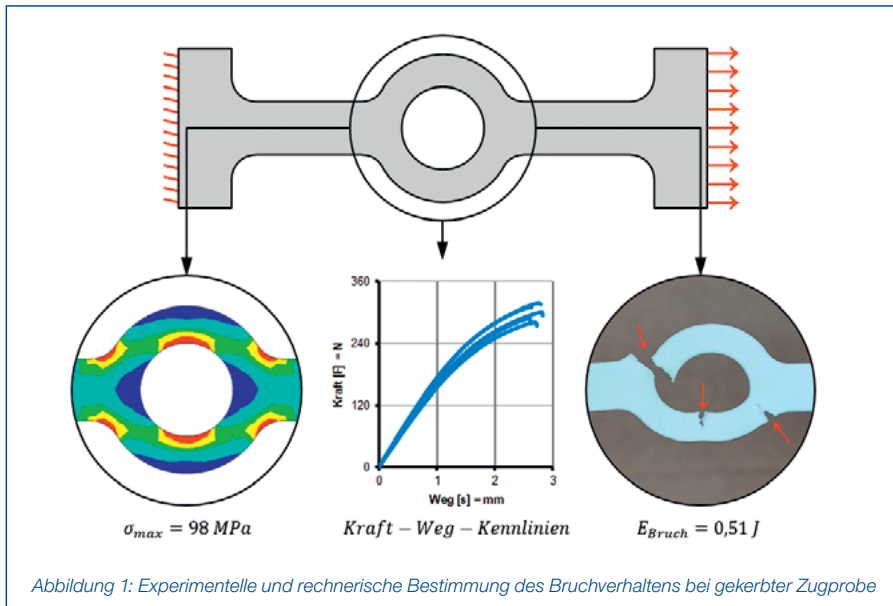 360
240
120
0
Kraft [F] = N
0 1 2 3
Weg [s] = mm
σmax = 98 MPa
Kraft – Weg – Kennlinien
EBruch = 0,51 J
Abbildung 1: Experimentelle und rechnerische Bestimmung des Bruchverhaltens bei gekerbter Zugprobe